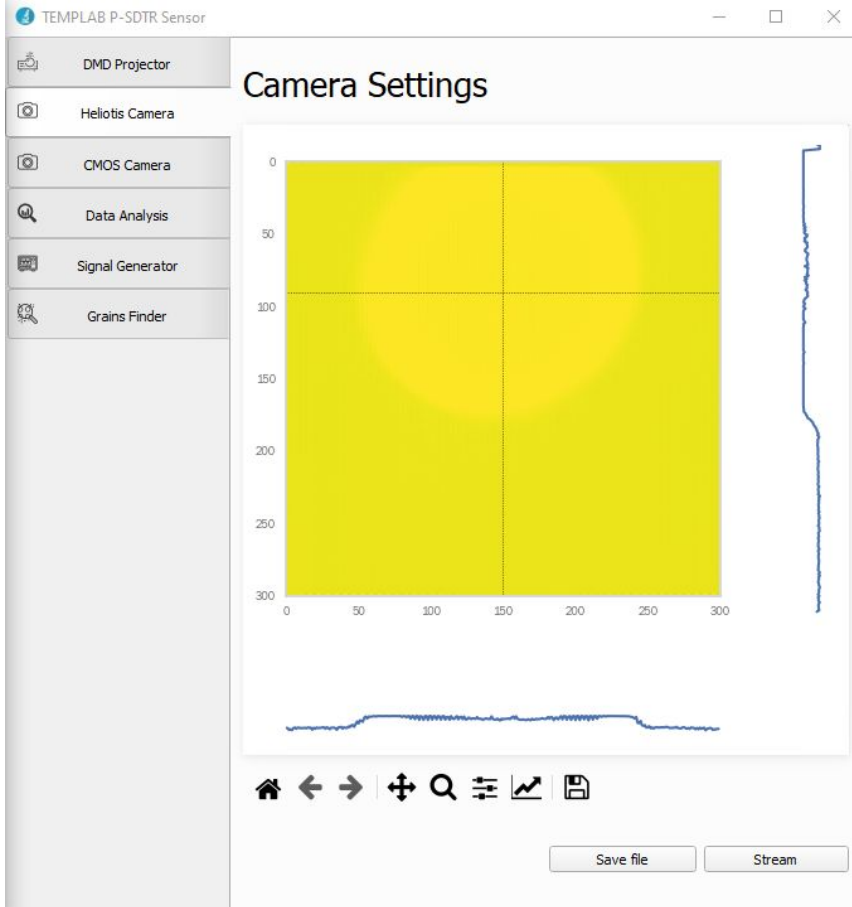 TEMPLAB P-SDTR Sensor
DMD Projector
Heliotis Camera
CMOS Camera
Data Analysis
Signal Generator
Grains Finder
Camera Settings
0
50
100
150
200
250
300
0 50 100 150 200 250 300
Save file Stream